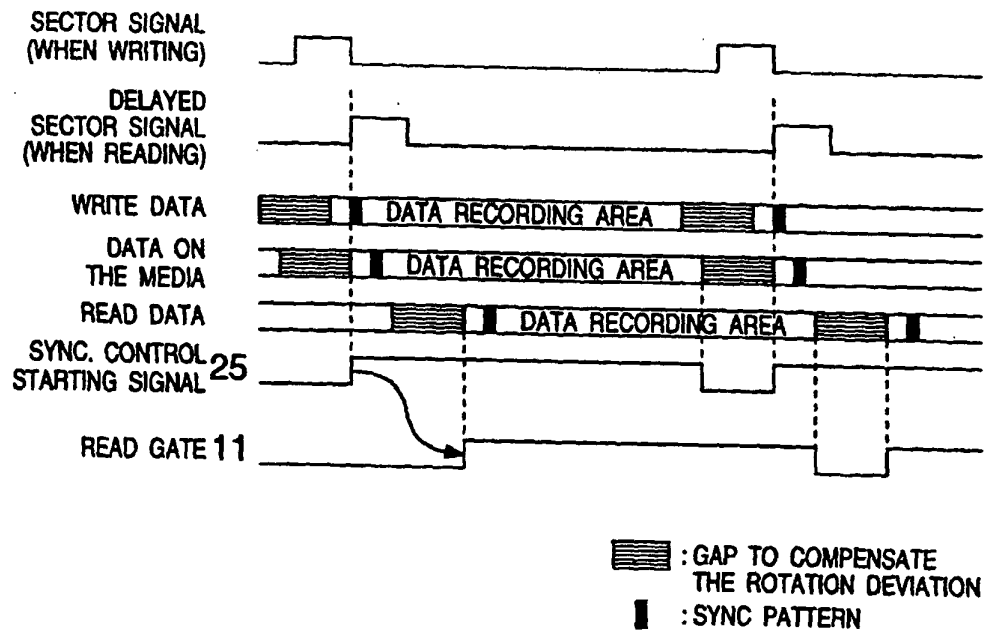 SECTOR SIGNAL
(WHEN WRITING)
DELAYED
SECTOR SIGNAL
(WHEN READING)
WRITE DATA
DATA RECORDING AREA
DATA ON
THE MEDIA
DATA RECORDING AREA
READ DATA
DATA RECORDING AREA
SYNC. CONTROL
STARTING SIGNAL 25
READ GATE 11
: GAP TO COMPENSATE
THE ROTATION DEVIATION
: SYNC PATTERN